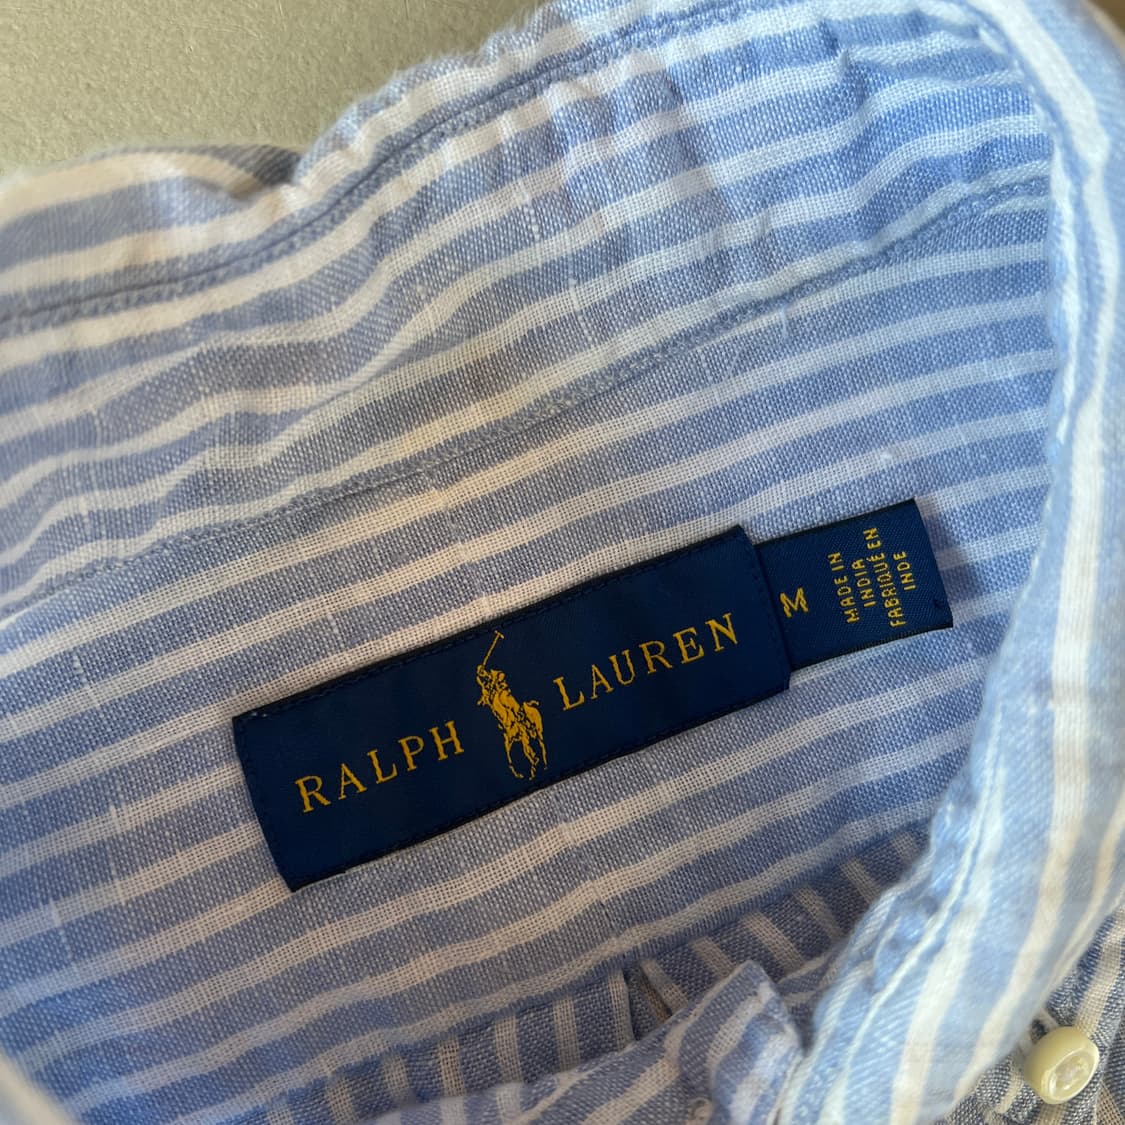 RALPH LAUREN
M
MADE IN
INDIA
FABRIQUÉ EN
INDE